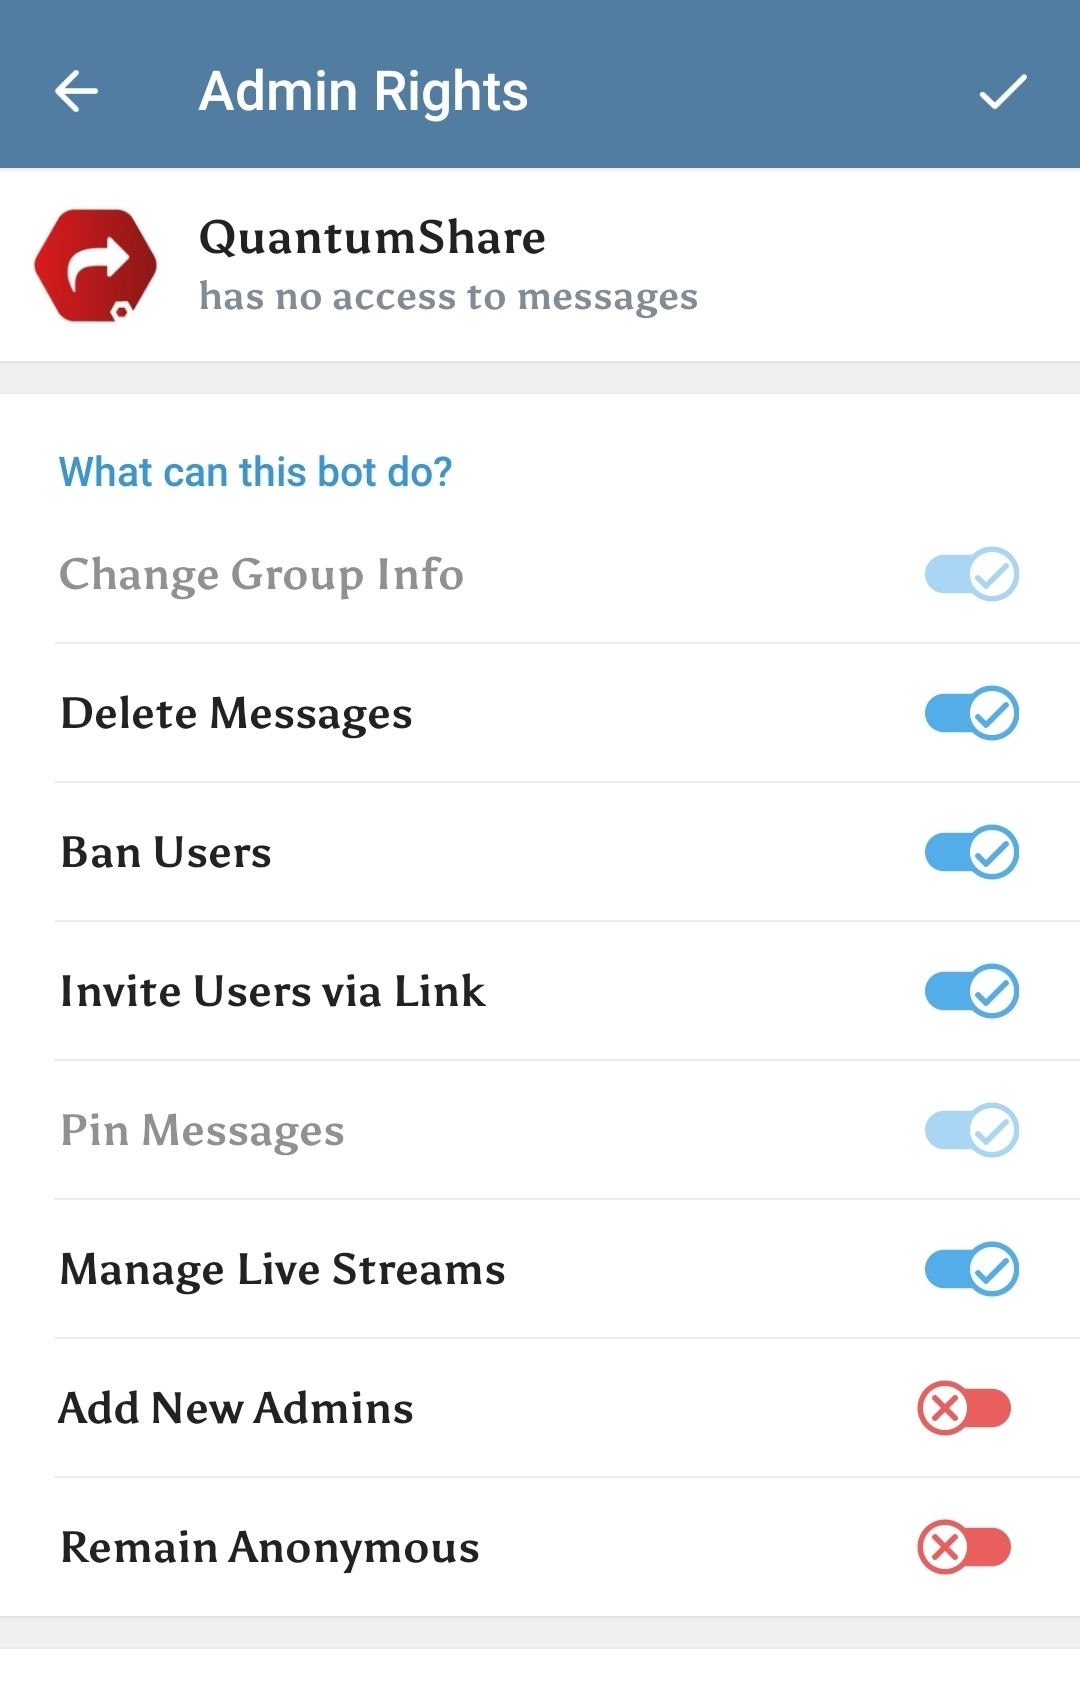 Admin Rights
QuantumShare
has no access to messages
What can this bot do?
Change Group Info
Delete Messages
Ban Users
Invite Users via Link
Pin Messages
Manage Live Streams
Add New Admins
Remain Anonymous